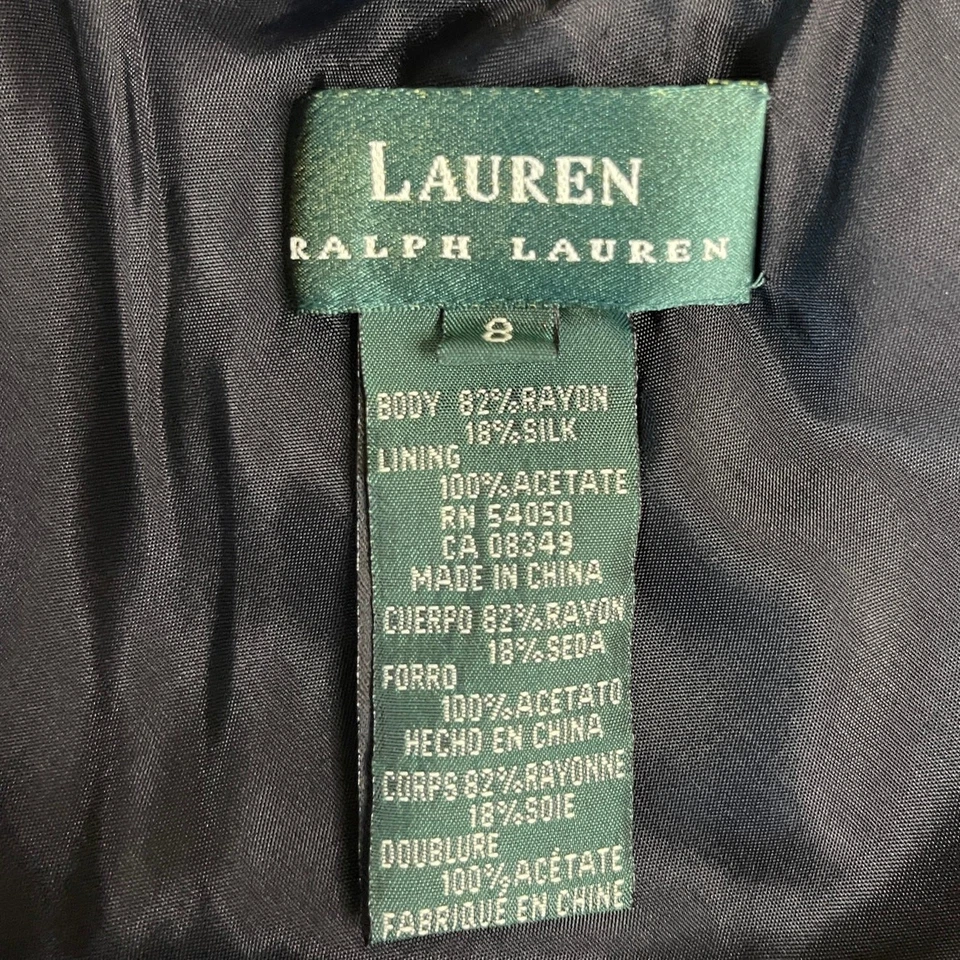 LAUREN
RALPH LAUREN
8
BODY 82% RAYON
18% SILK
LINING
100% ACETATE
RN 54050
CA 08349
MADE IN CHINA
CUERPO 82% RAYON
18% SEDA
FORRO
100% ACETATO
HECHO EN CHINA
CORPS 82% RAYONNE
18% SOIE
DOUBLURE
100% ACÉTATE
FABRIQUÉ EN CHINE